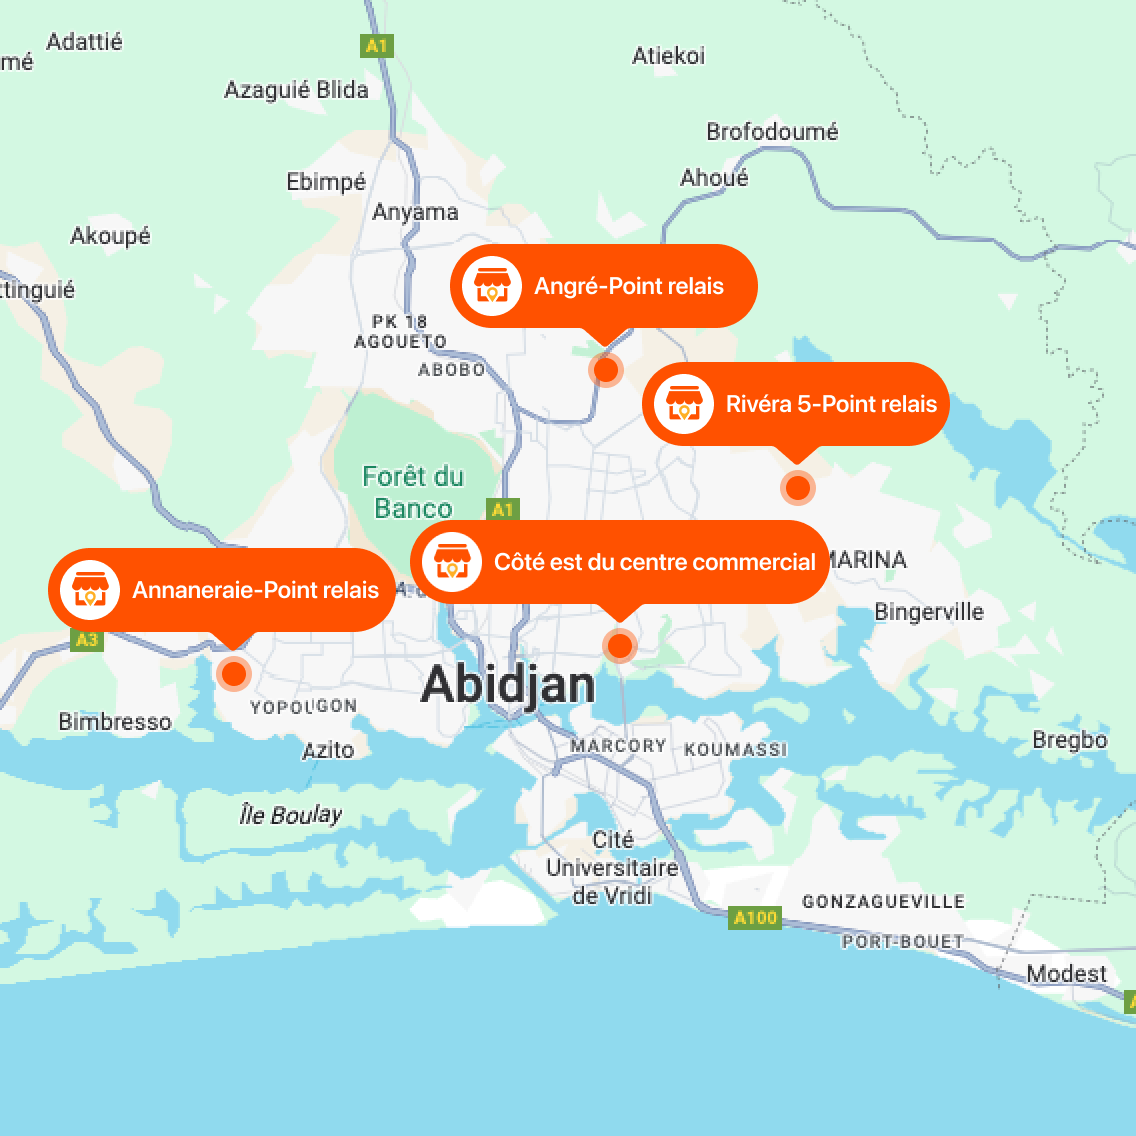 Adattié
mé
A1
Atiekoi
Azaguié Blida
Brofodoumé
Ahoué
Ebimpé
Anyama
Akoupé
ttinguié
Angré-Point relais
PK 18
AGOUETO
ABOBO
Rivéra 5-Point relais
Forêt du
Banco
A1
Côté est du centre commercial
MARINA
Annaneraie-Point relais
Bingerville
A3
Abidjan
YOPOUGON
Bimbresso
Azito
MARCORY
KOUMASSI
Bregbo
Île Boulay
Cité
Universitaire
de Vridi
GONZAGUEVILLE
A100
PORT-BOUET
Modest
A